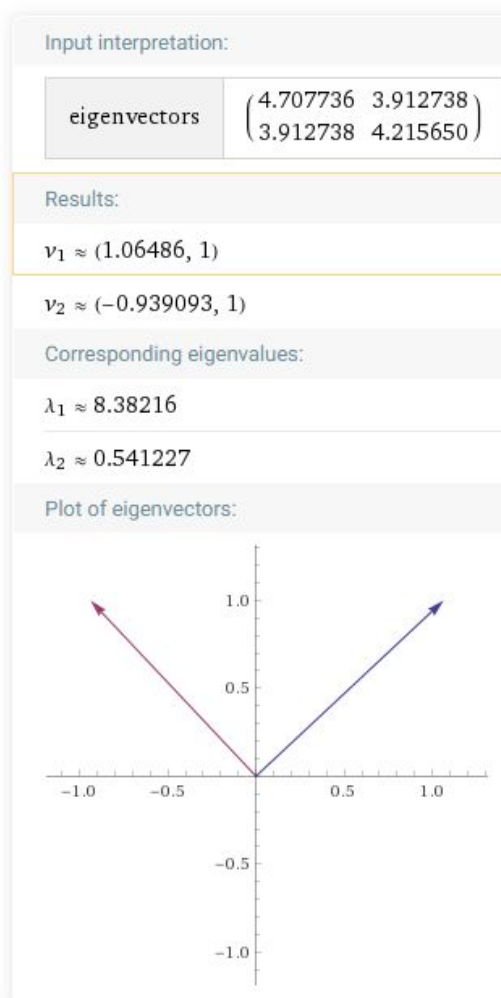 Input interpretation:
eigenvectors
4.707736 3.912738
3.912738 4.215650
Results:
v₁ ≈ (1.06486, 1)
v₂ ≈ (−0.939093, 1)
Corresponding eigenvalues:
λ₁ ≈ 8.38216
λ₂ ≈ 0.541227
Plot of eigenvectors:
1.0
0.5
−1.0 −0.5 0.5 1.0
−0.5
−1.0